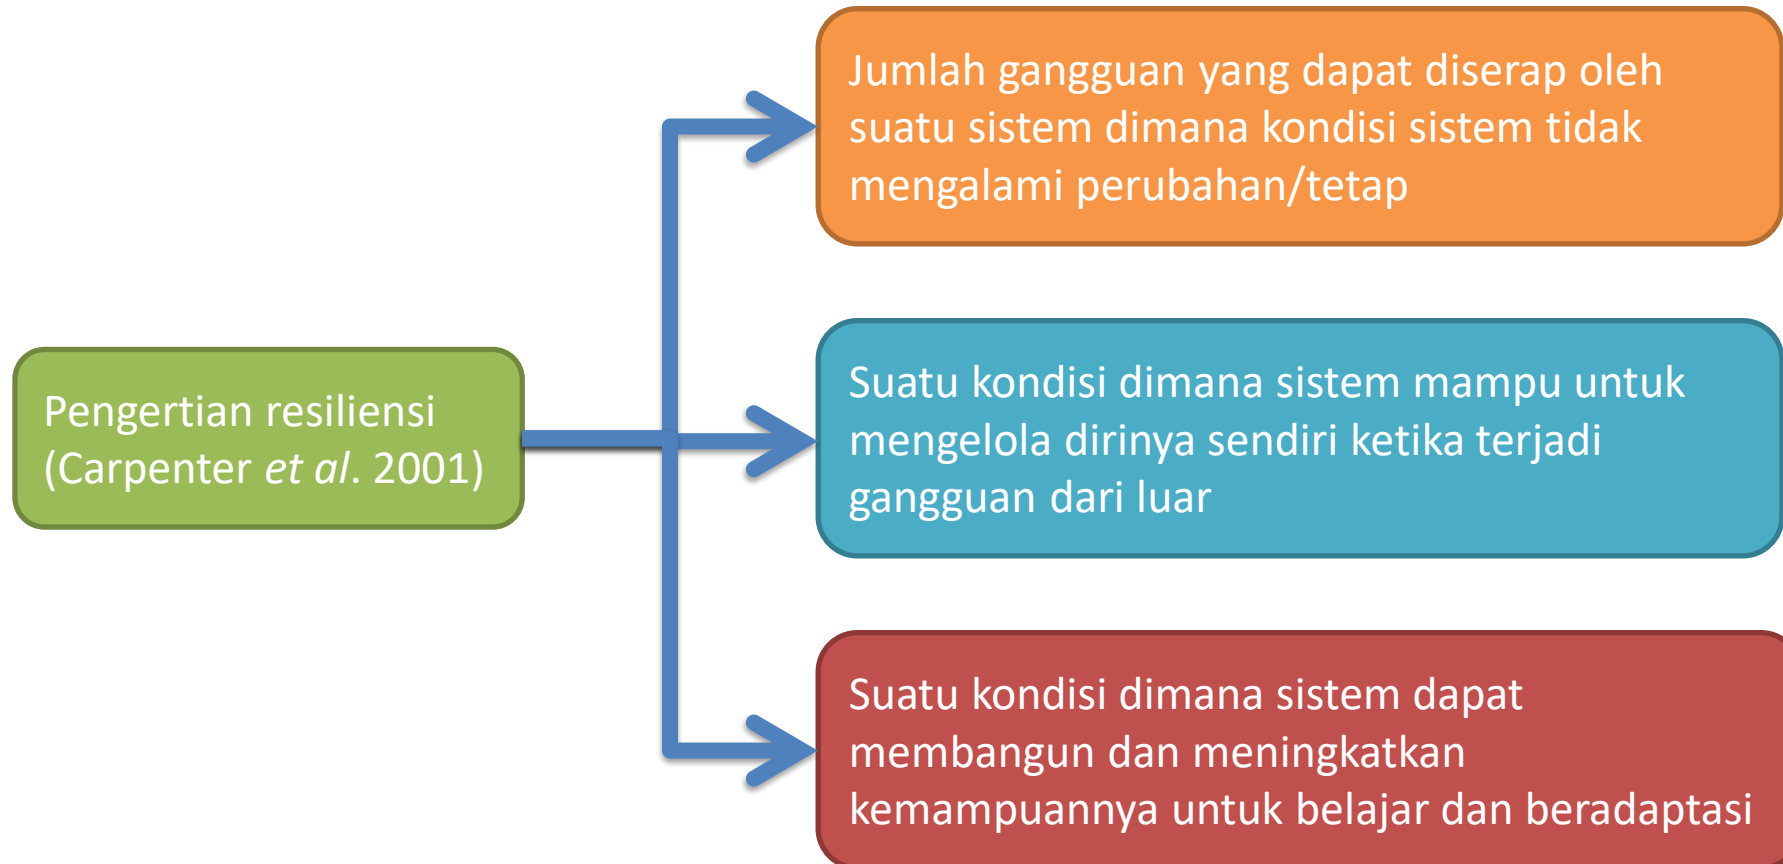 Jumlah gangguan yang dapat diserap oleh
suatu sistem dimana kondisi sistem tidak
mengalami perubahan/tetap
Pengertian resiliensi
(Carpenter et al. 2001)
Suatu kondisi dimana sistem mampu untuk
mengelola dirinya sendiri ketika terjadi
gangguan dari luar
Suatu kondisi dimana sistem dapat
membangun dan meningkatkan
kemampuannya untuk belajar dan beradaptasi